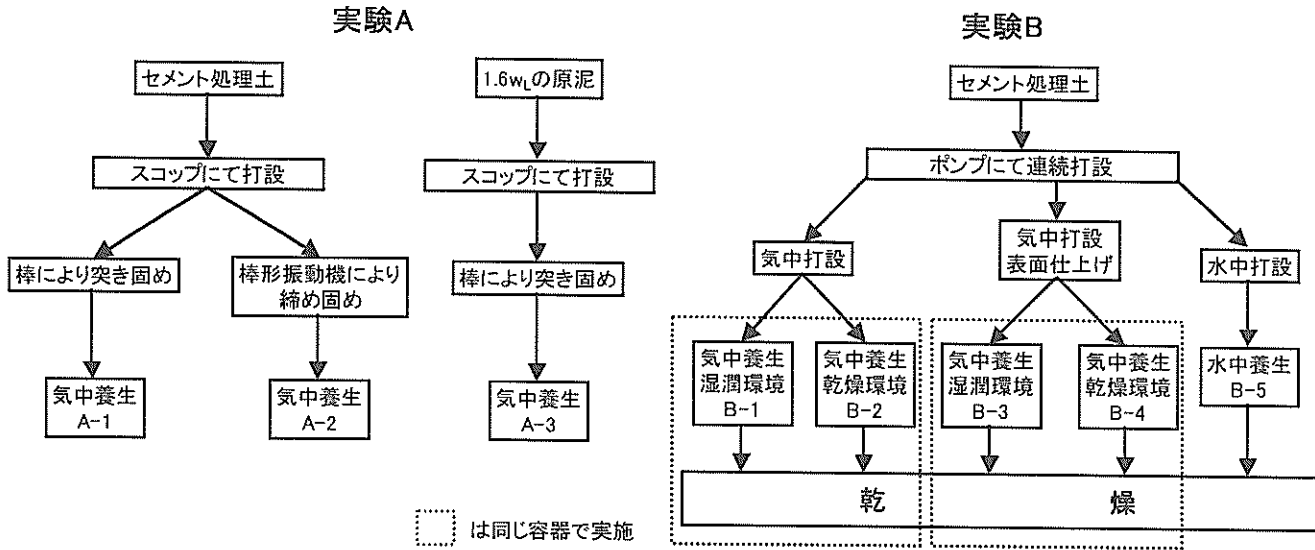 実験A
セメント処理土
1.6wLの原泥
スコップにて打設
スコップにて打設
棒により突き固め
棒形振動機により
締め固め
棒により突き固め
気中養生
A-1
気中養生
A-2
気中養生
A-3
実験B
セメント処理土
ポンプにて連続打設
気中打設
気中打設
表面仕上げ
水中打設
気中養生
湿潤環境
B-1
気中養生
乾燥環境
B-2
気中養生
湿潤環境
B-3
気中養生
乾燥環境
B-4
水中養生
B-5
乾 燥
は同じ容器で実施